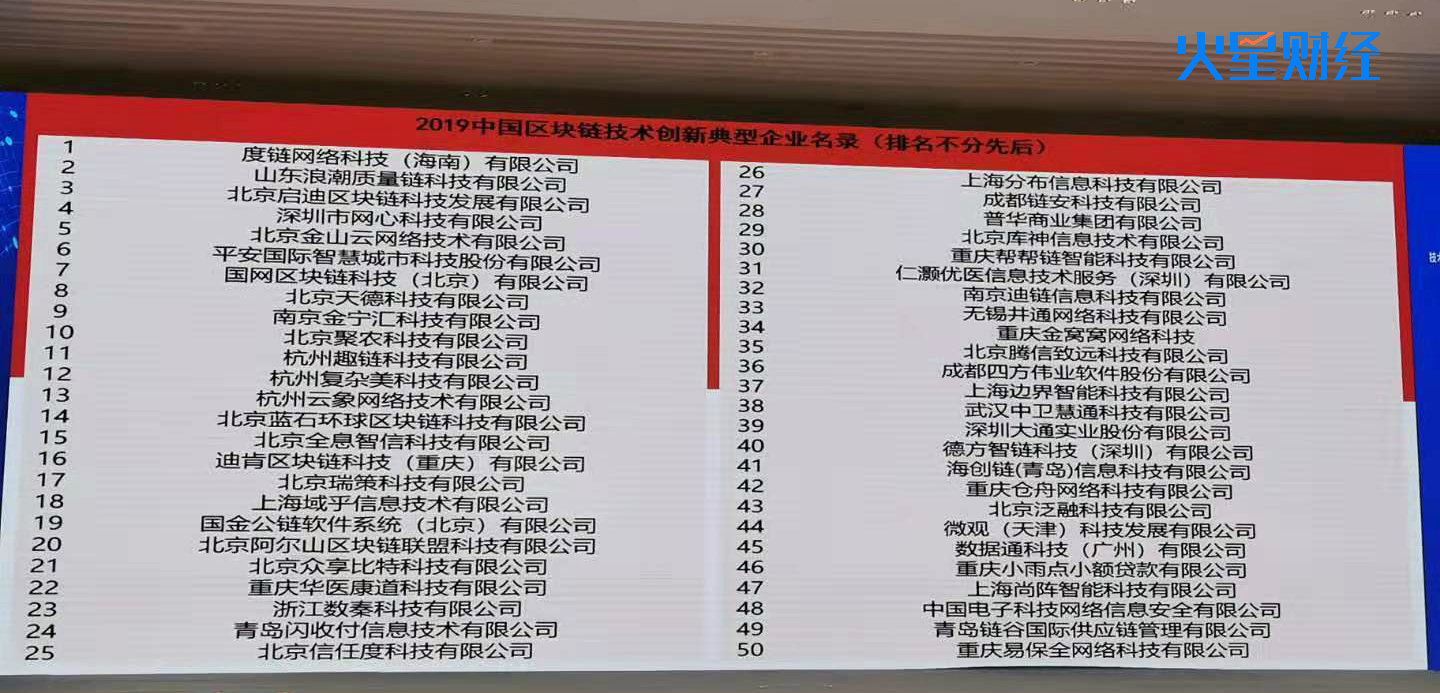 火星财经
2019中国区块链技术创新典型企业名录（排名不分先后）
1 度链网络科技（海南）有限公司
2 山东浪潮质量链科技有限公司
3 北京启迪区块链科技发展有限公司
4 深圳市网心科技有限公司
5 北京金山云网络技术有限公司
6 平安国际智慧城市科技股份有限公司
7 国网区块链科技（北京）有限公司
8 北京天德科技有限公司
9 南京金宁汇科技有限公司
10 北京聚农科技有限公司
11 杭州趣链科技有限公司
12 杭州复杂美科技有限公司
13 杭州云象网络技术有限公司
14 北京蓝石环球区块链科技有限公司
15 北京全息智信科技有限公司
16 迪肯区块链科技（重庆）有限公司
17 北京瑞策科技有限公司
18 上海域乎信息技术有限公司
19 国金公链软件系统（北京）有限公司
20 北京阿尔山区块链联盟科技有限公司
21 北京众享比特科技有限公司
22 重庆华医康道科技有限公司
23 浙江数秦科技有限公司
24 青岛闪收付信息技术有限公司
25 北京信任度科技有限公司
26 上海分布信息科技有限公司
27 成都链安科技有限公司
28 普华商业集团有限公司
29 北京库神信息技术有限公司
30 重庆帮帮链智能科技有限公司
31 仁灏优医信息技术服务（深圳）有限公司
32 南京迪链信息科技有限公司
33 无锡井通网络科技有限公司
34 重庆金窝窝网络科技
35 北京腾信致远科技有限公司
36 成都四方伟业软件股份有限公司
37 上海边界智能科技有限公司
38 武汉中卫慧通科技有限公司
39 深圳大通实业股份有限公司
40 德方智链科技（深圳）有限公司
41 海创链(青岛)信息科技有限公司
42 重庆仓舟网络科技有限公司
43 北京泛融科技有限公司
44 微观（天津）科技发展有限公司
45 数据通科技（广州）有限公司
46 重庆小雨点小额贷款有限公司
47 上海尚阵智能科技有限公司
48 中国电子科技网络信息安全有限公司
49 青岛链谷国际供应链管理有限公司
50 重庆易保全网络科技有限公司